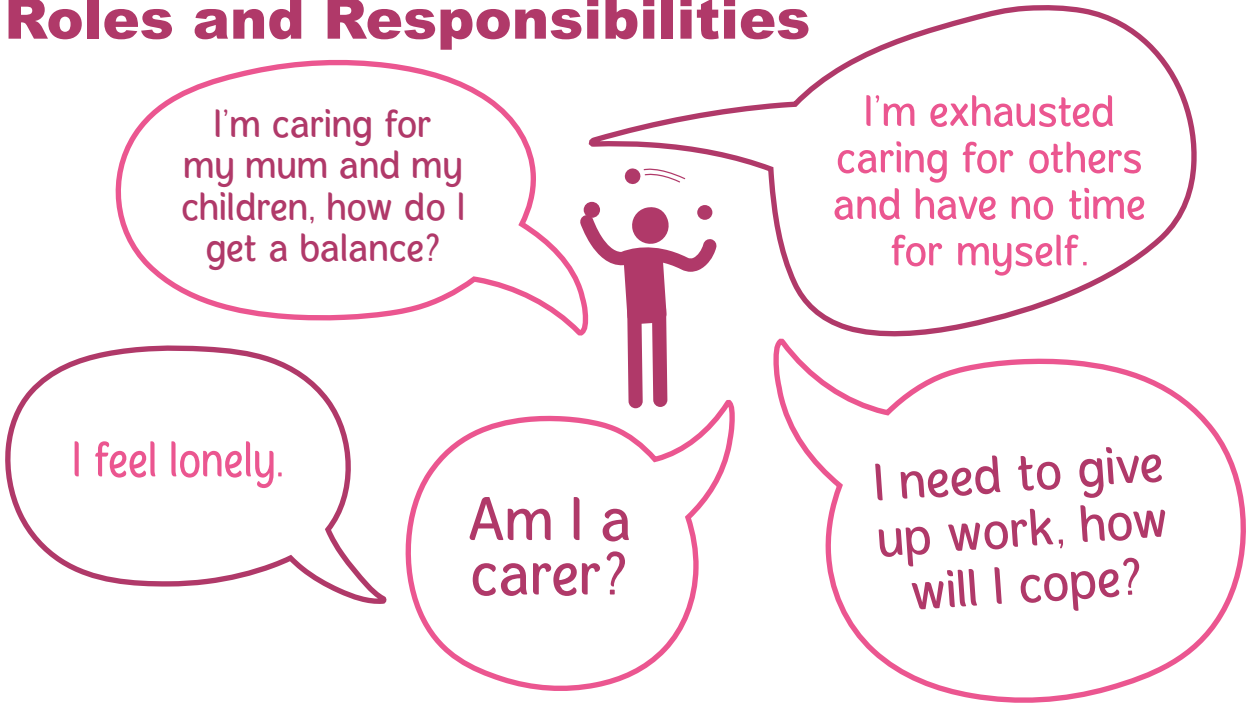 Roles and Responsibilities
I'm caring for
my mum and my
children, how do I
get a balance?
I'm exhausted
caring for others
and have no time
for myself.
I feel lonely.
Am I a
carer?
I need to give
up work, how
will I cope?